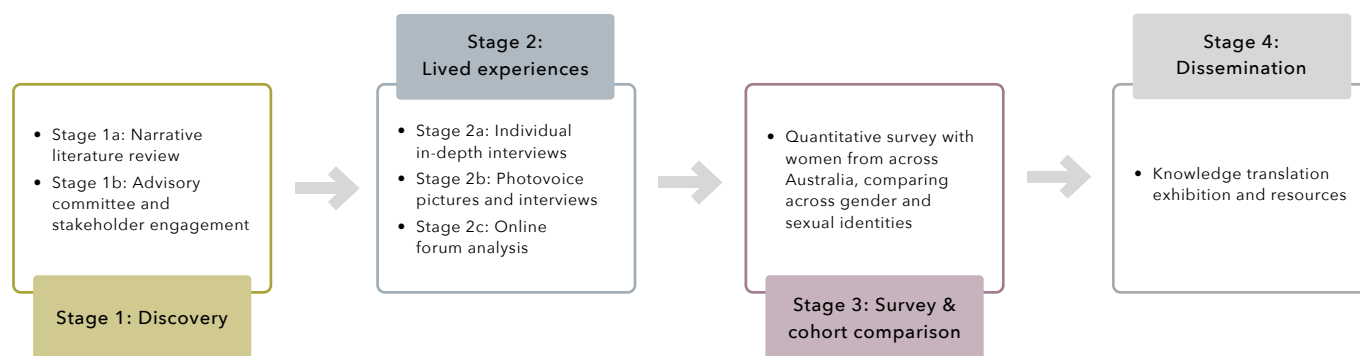 • Stage 1a: Narrative
literature review
• Stage 1b: Advisory
committee and
stakeholder engagement
Stage 1: Discovery
Stage 2:
Lived experiences
• Stage 2a: Individual
in-depth interviews
• Stage 2b: Photovoice
pictures and interviews
• Stage 2c: Online
forum analysis
• Quantitative survey with
women from across
Australia, comparing
across gender and
sexual identities
Stage 3: Survey &
cohort comparison
Stage 4:
Dissemination
• Knowledge translation
exhibition and resources